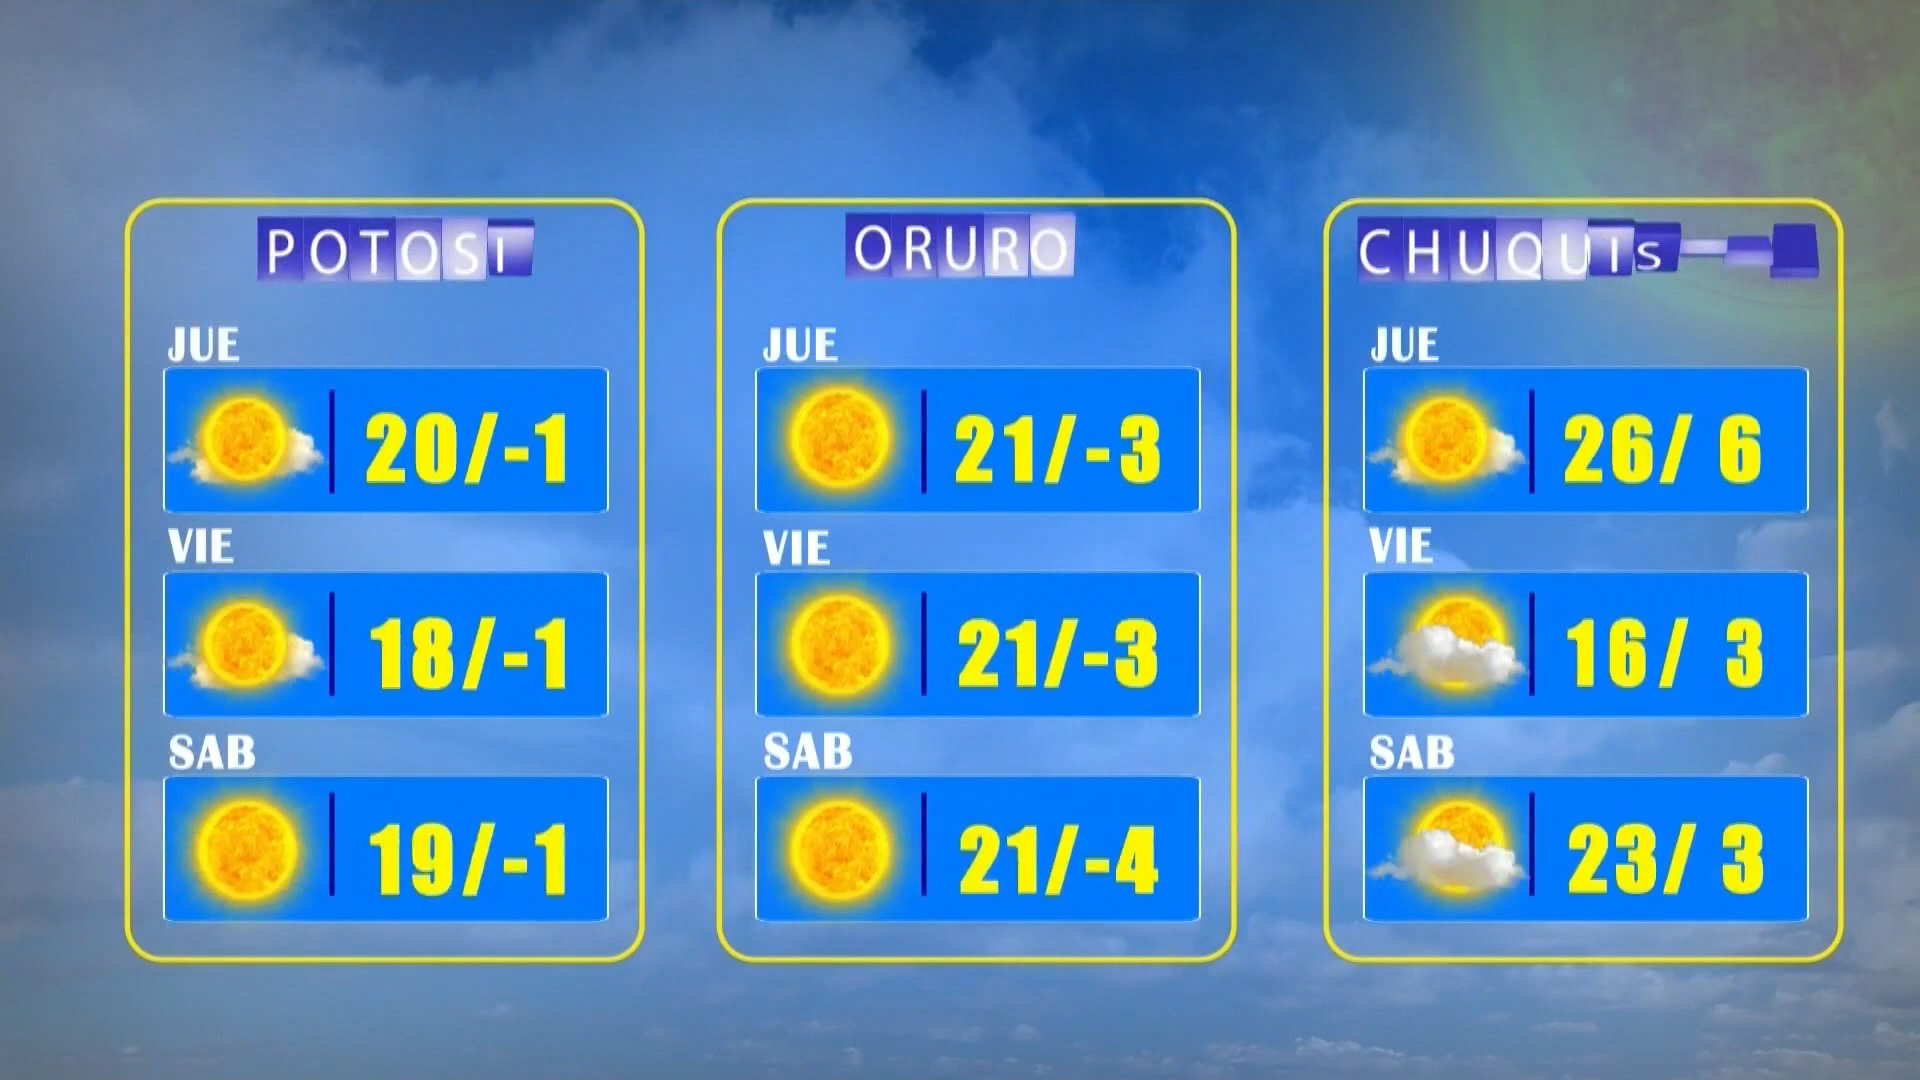 POTOSI
JUE
20/-1
VIE
18/-1
SAB
19/-1
ORURO
JUE
21/-3
VIE
21/-3
SAB
21/-4
CHUQUIS
JUE
26/ 6
VIE
16/ 3
SAB
23/ 3